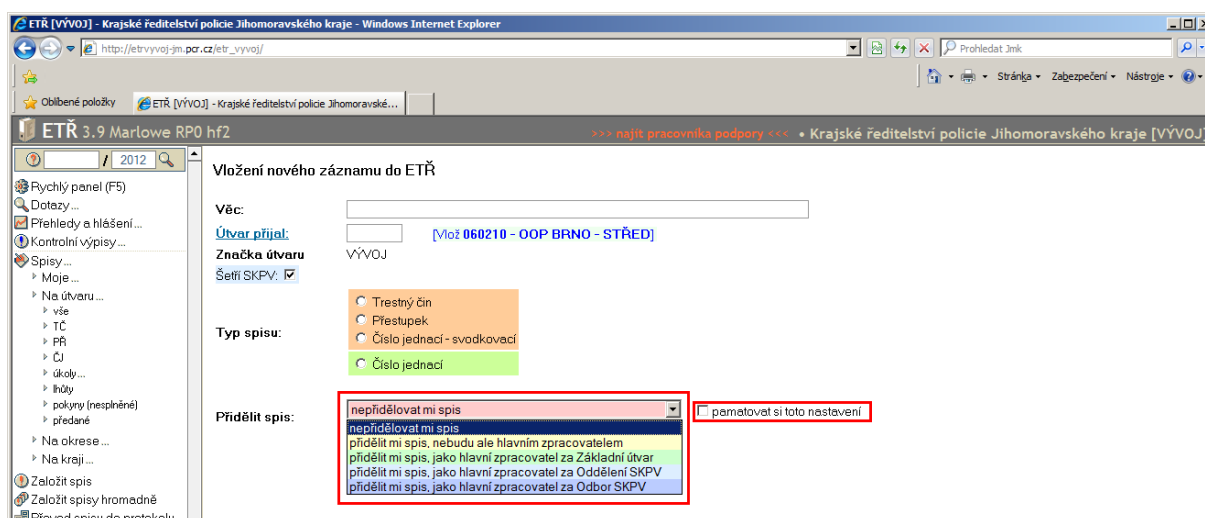 ETŘ [VÝVOJ] - Krajské ředitelství policie Jihomoravského kraje - Windows Internet Explorer
http://etrvyvoj-jm.pcr.cz/etr_vyvoj/
Prohledat Jmk
Stránka Zabezpečení Nástroje
Oblíbené položky
ETŘ [VÝVOJ] - Krajské ředitelství policie Jihomoravské...
ETŘ 3.9 Marlowe RP0 hf2
>>> najít pracovníka podpory <<<
• Krajské ředitelství policie Jihomoravského kraje [VÝVOJ]
/ 2012
Rychlý panel (F5)
Dotazy...
Přehledy a hlášení...
Kontrolní výpisy...
Spisy...
Moje...
Na útvaru...
vše
TČ
PŘ
ČJ
úkoly...
lhůty
pokyny (nesplněné)
předané
Na okrese...
Na kraji...
Založit spis
Založit spisy hromadně
Převod spisu do protokolu
Vložení nového záznamu do ETŘ
Věc:
Útvar přijal:
[Vlož 060210 - OOP BRNO - STŘED]
Značka útvaru
VÝVOJ
Šetří SKPV:
Typ spisu:
Trestný čin
Přestupek
Číslo jednací - svodkovací
Číslo jednací
Přidělit spis:
nepřidělovat mi spis
pamatovat si toto nastavení
nepřidělovat mi spis
přidělit mi spis, nebudu ale hlavním zpracovatelem
přidělit mi spis, jako hlavní zpracovatel za Základní útvar
přidělit mi spis, jako hlavní zpracovatel za Oddělení SKPV
přidělit mi spis, jako hlavní zpracovatel za Odbor SKPV